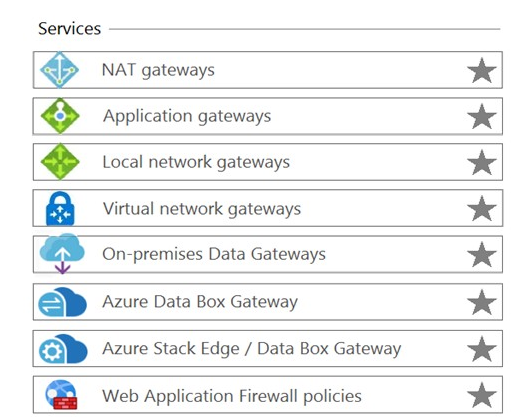 Services
NAT gateways
Application gateways
Local network gateways
Virtual network gateways
On-premises Data Gateways
Azure Data Box Gateway
Azure Stack Edge / Data Box Gateway
Web Application Firewall policies